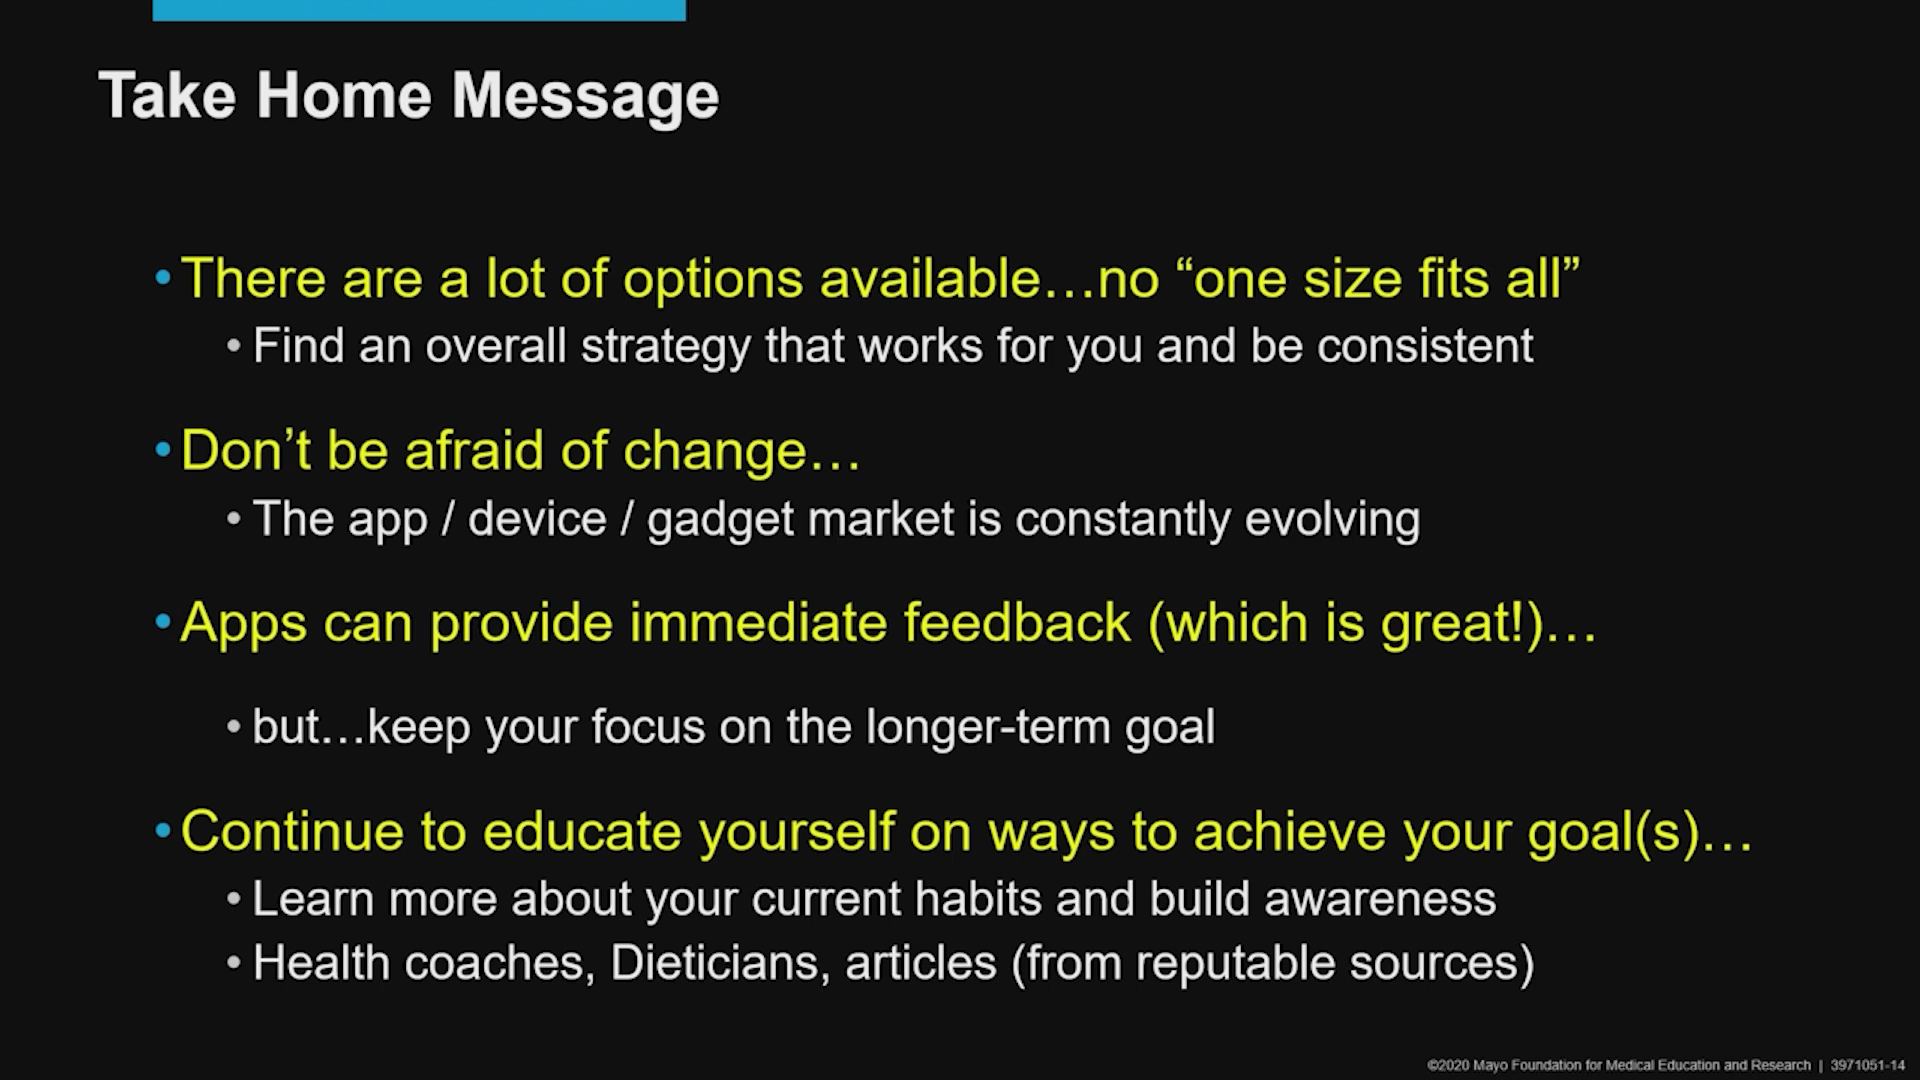 Take Home Message
• There are a lot of options available…no “one size fits all”
• Find an overall strategy that works for you and be consistent
• Don’t be afraid of change…
• The app / device / gadget market is constantly evolving
• Apps can provide immediate feedback (which is great!)…
• but…keep your focus on the longer-term goal
• Continue to educate yourself on ways to achieve your goal(s)…
• Learn more about your current habits and build awareness
• Health coaches, Dieticians, articles (from reputable sources)
©2020 Mayo Foundation for Medical Education and Research | 3971051-14